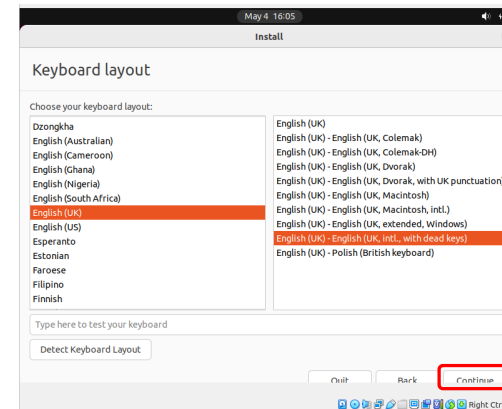 May 4 16:05
Install
Keyboard layout
Choose your keyboard layout:
Dzongkha
English (Australian)
English (Cameroon)
English (Ghana)
English (Nigeria)
English (South Africa)
English (UK)
English (US)
Esperanto
Estonian
Faroese
Filipino
Finnish
English (UK)
English (UK) - English (UK, Colemak)
English (UK) - English (UK, Colemak-DH)
English (UK) - English (UK, Dvorak)
English (UK) - English (UK, Dvorak, with UK punctuation)
English (UK) - English (UK, Macintosh)
English (UK) - English (UK, Macintosh, intl.)
English (UK) - English (UK, extended, Windows)
English (UK) - English (UK, intl., with dead keys)
English (UK) - Polish (British keyboard)
Type here to test your keyboard
Detect Keyboard Layout
Quit Back Continue
Right Ctr